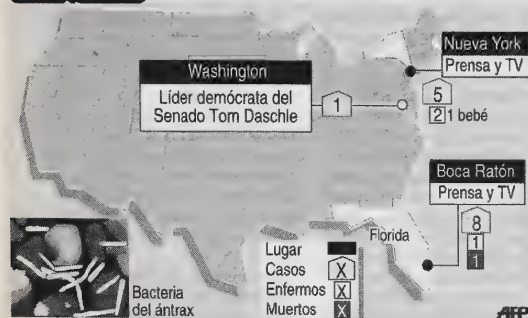 Nueva York
Prensa y TV
5
2 1 bebé
Washington
Líder demócrata del
Senado Tom Daschle
1
Boca Ratón
Prensa y TV
8
1
1
Florida
Lugar
Casos X
Enfermos X
Muertos X
Bacteria
del ántrax
AFP